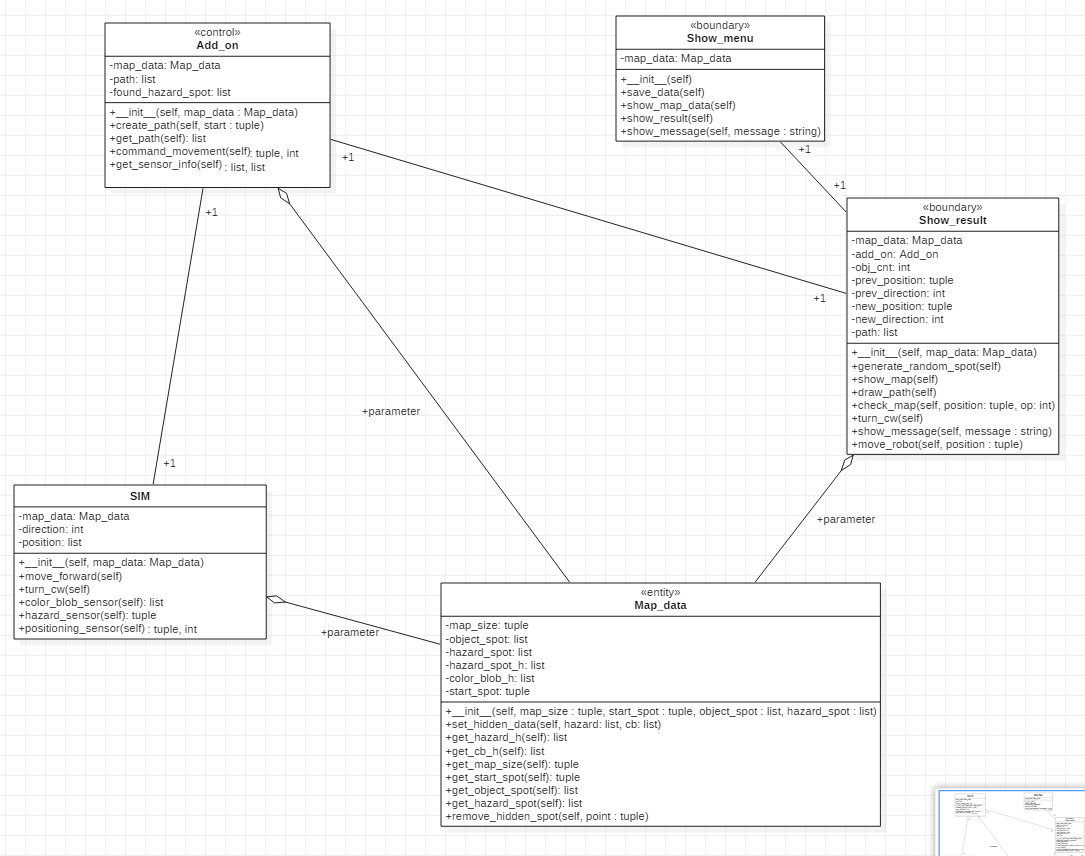 «control»
Add_on
-map_data: Map_data
-path: list
-found_hazard_spot: list
+__init__(self, map_data : Map_data)
+create_path(self, start : tuple)
+get_path(self): list
+command_movement(self): tuple, int
+get_sensor_info(self) : list, list
«boundary»
Show_menu
-map_data: Map_data
+__init__(self)
+save_data(self)
+show_map_data(self)
+show_result(self)
+show_message(self, message : string)
+1
+1
+1
+1
+1
+1
«boundary»
Show_result
-map_data: Map_data
-add_on: Add_on
-obj_cnt: int
-prev_position: tuple
-prev_direction: int
-new_position: tuple
-new_direction: int
-path: list
+__init__(self, map_data: Map_data)
+generate_random_spot(self)
+show_map(self)
+draw_path(self)
+check_map(self, position: tuple, op: int)
+turn_cw(self)
+show_message(self, message : string)
+move_robot(self, position : tuple)
+parameter
+parameter
+parameter
SIM
-map_data: Map_data
-direction: int
-position: list
+__init__(self, map_data: Map_data)
+move_forward(self)
+turn_cw(self)
+color_blob_sensor(self): list
+hazard_sensor(self): tuple
+positioning_sensor(self) : tuple, int
«entity»
Map_data
-map_size: tuple
-object_spot: list
-hazard_spot: list
-hazard_spot_h: list
-color_blob_h: list
-start_spot: tuple
+__init__(self, map_size : tuple, start_spot : tuple, object_spot : list, hazard_spot : list)
+set_hidden_data(self, hazard: list, cb: list)
+get_hazard_h(self): list
+get_cb_h(self): list
+get_map_size(self): tuple
+get_start_spot(self): tuple
+get_object_spot(self): list
+get_hazard_spot(self): list
+remove_hidden_spot(self, point : tuple)